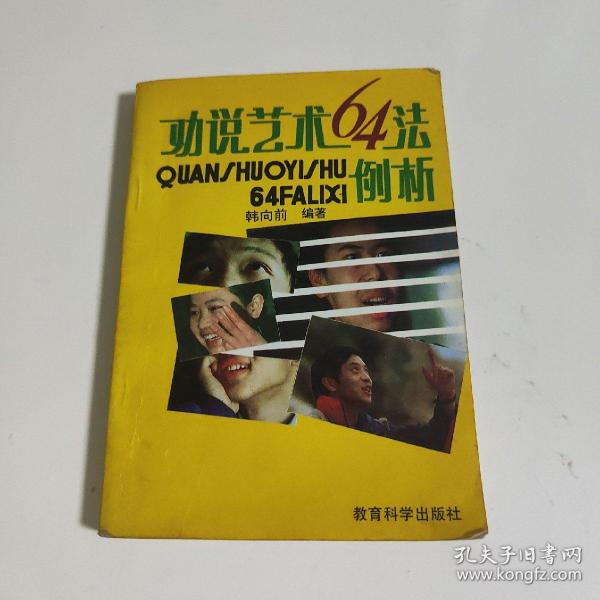 劝说艺术64法
QUANSHUOYISHU
64FALIXI
例析
韩向前 编著
教育科学出版社
孔夫子旧书网
www.kongfz.com